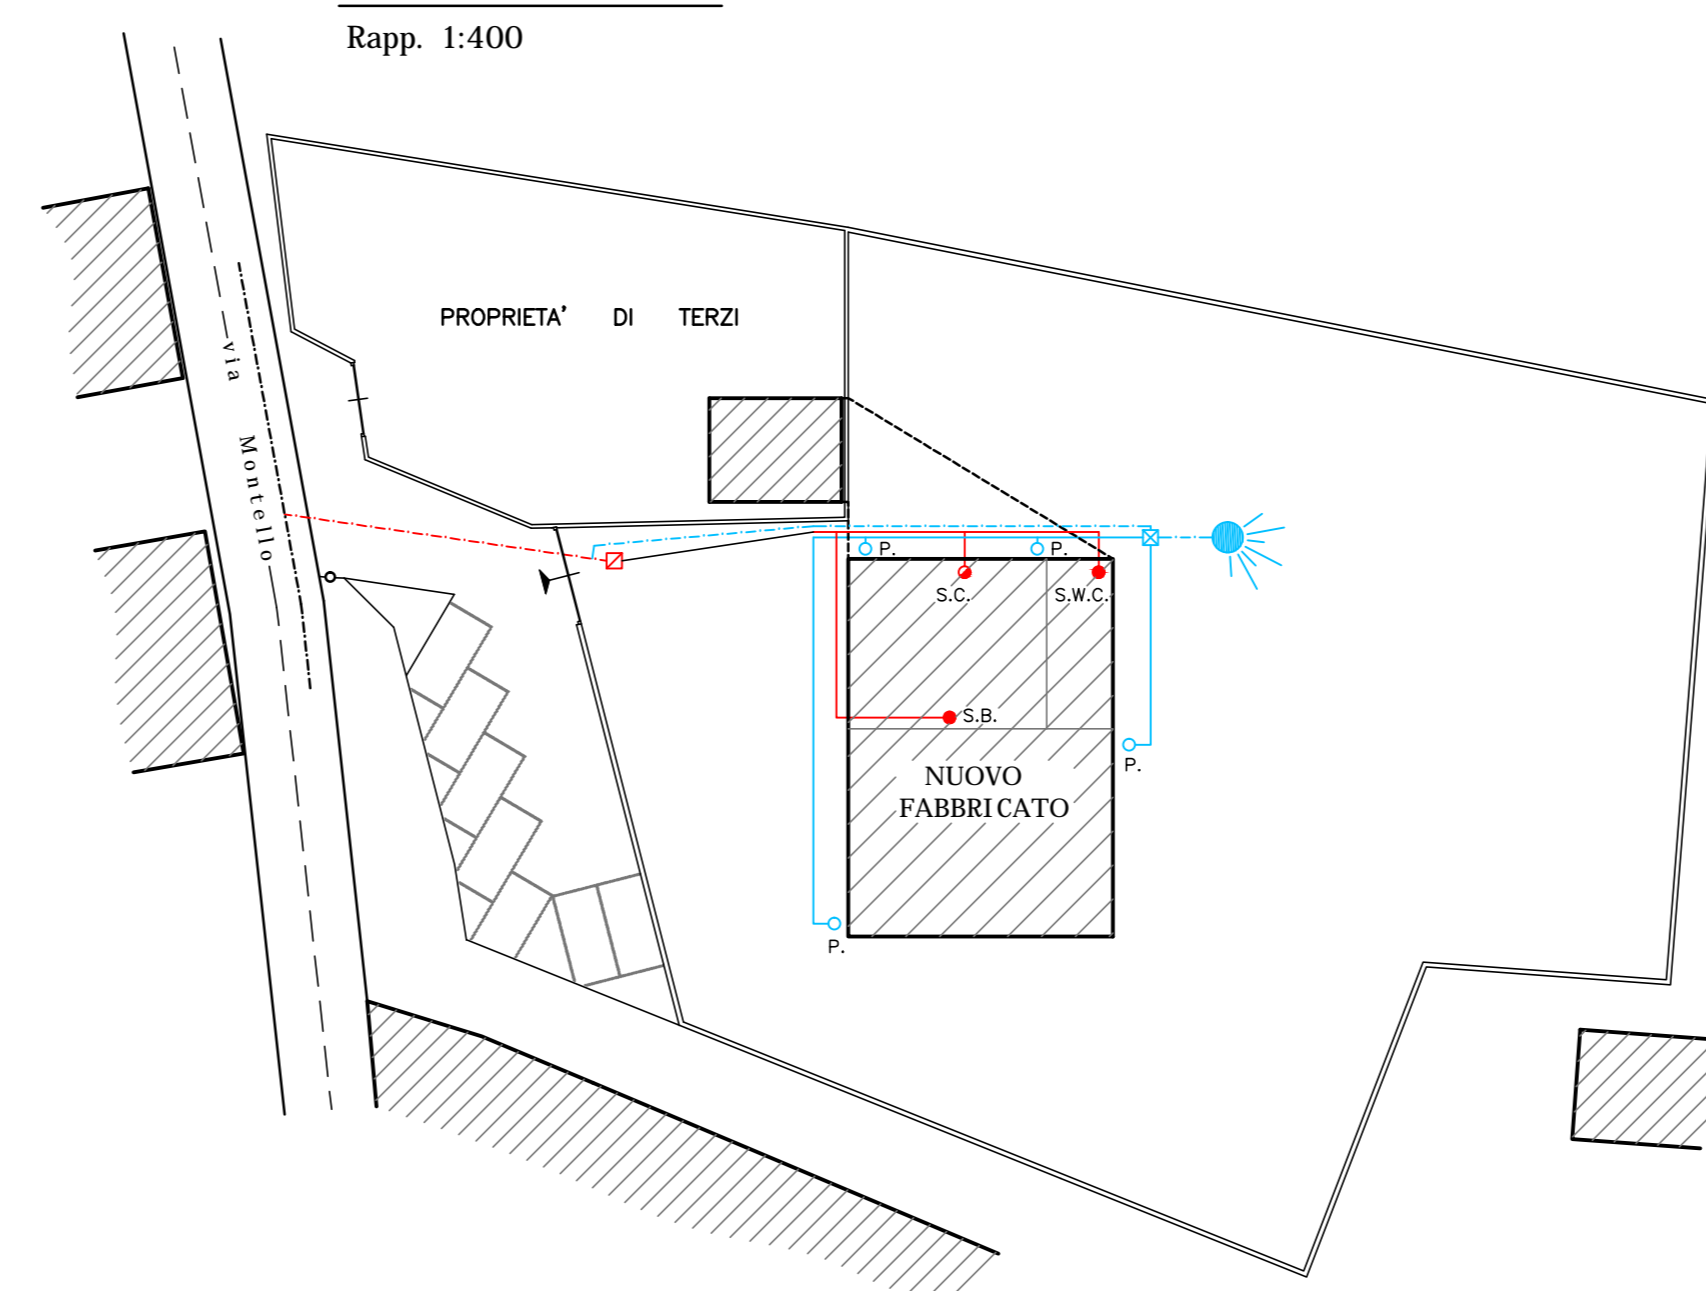 Rapp. 1:400
PROPRIETA' DI TERZI
via Montello
P.
P.
S.C.
S.W.C.
S.B.
P.
NUOVO
FABBRICATO
P.